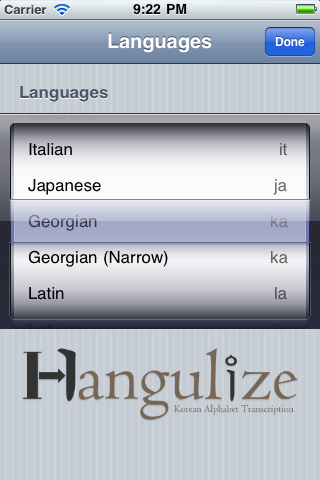 Carrier 9:22 PM
Languages Done
Languages
Italian it
Japanese ja
Georgian ka
Georgian (Narrow) ka
Latin la
Hangulize
Korean Alphabet Transcription